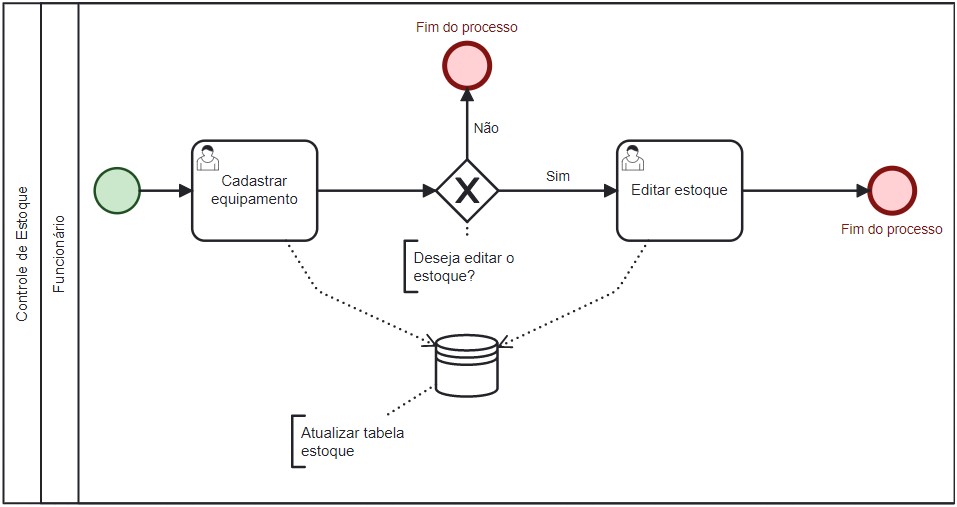 Controle de Estoque
Funcionário
Fim do processo
Não
Cadastrar
equipamento
Sim
Editar estoque
Fim do processo
Deseja editar o
estoque?
Atualizar tabela
estoque